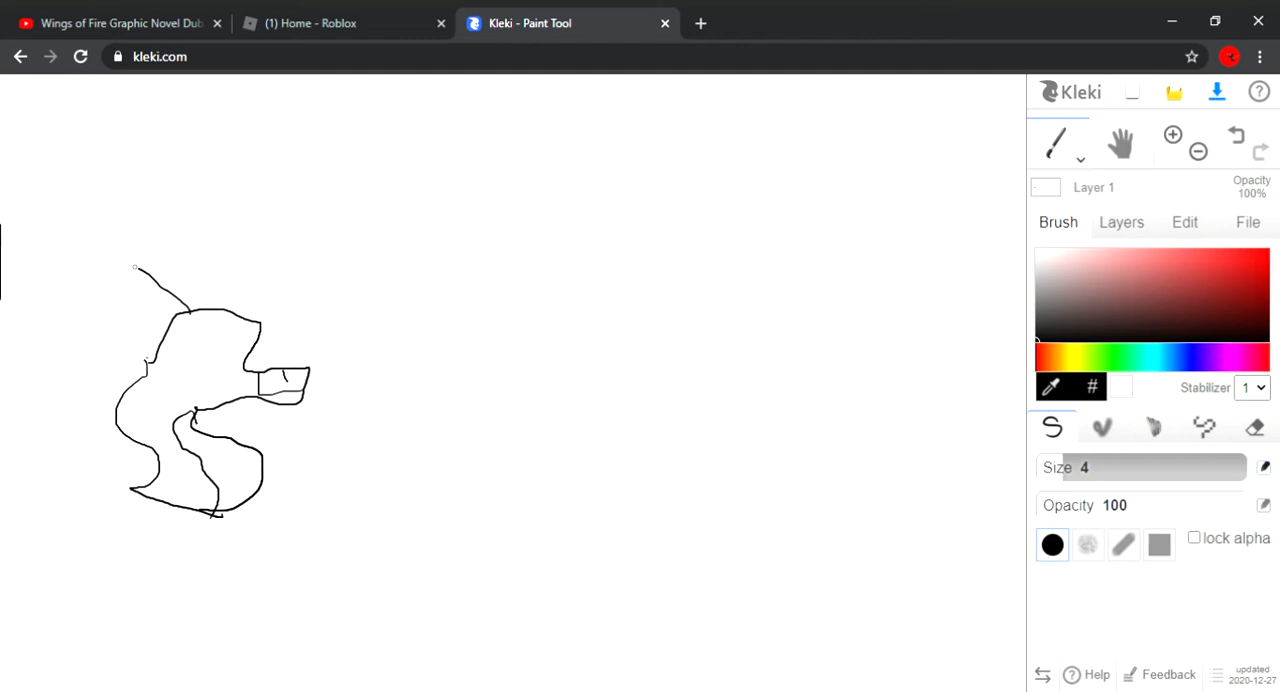 Wings of Fire Graphic Novel Dub
(1) Home - Roblox
Kleki - Paint Tool
kleki.com
Kleki
?
Layer 1
Opacity
100%
Brush Layers Edit File
#
Stabilizer 1
Size 4
Opacity 100
lock alpha
? Help Feedback updated
2020-12-27